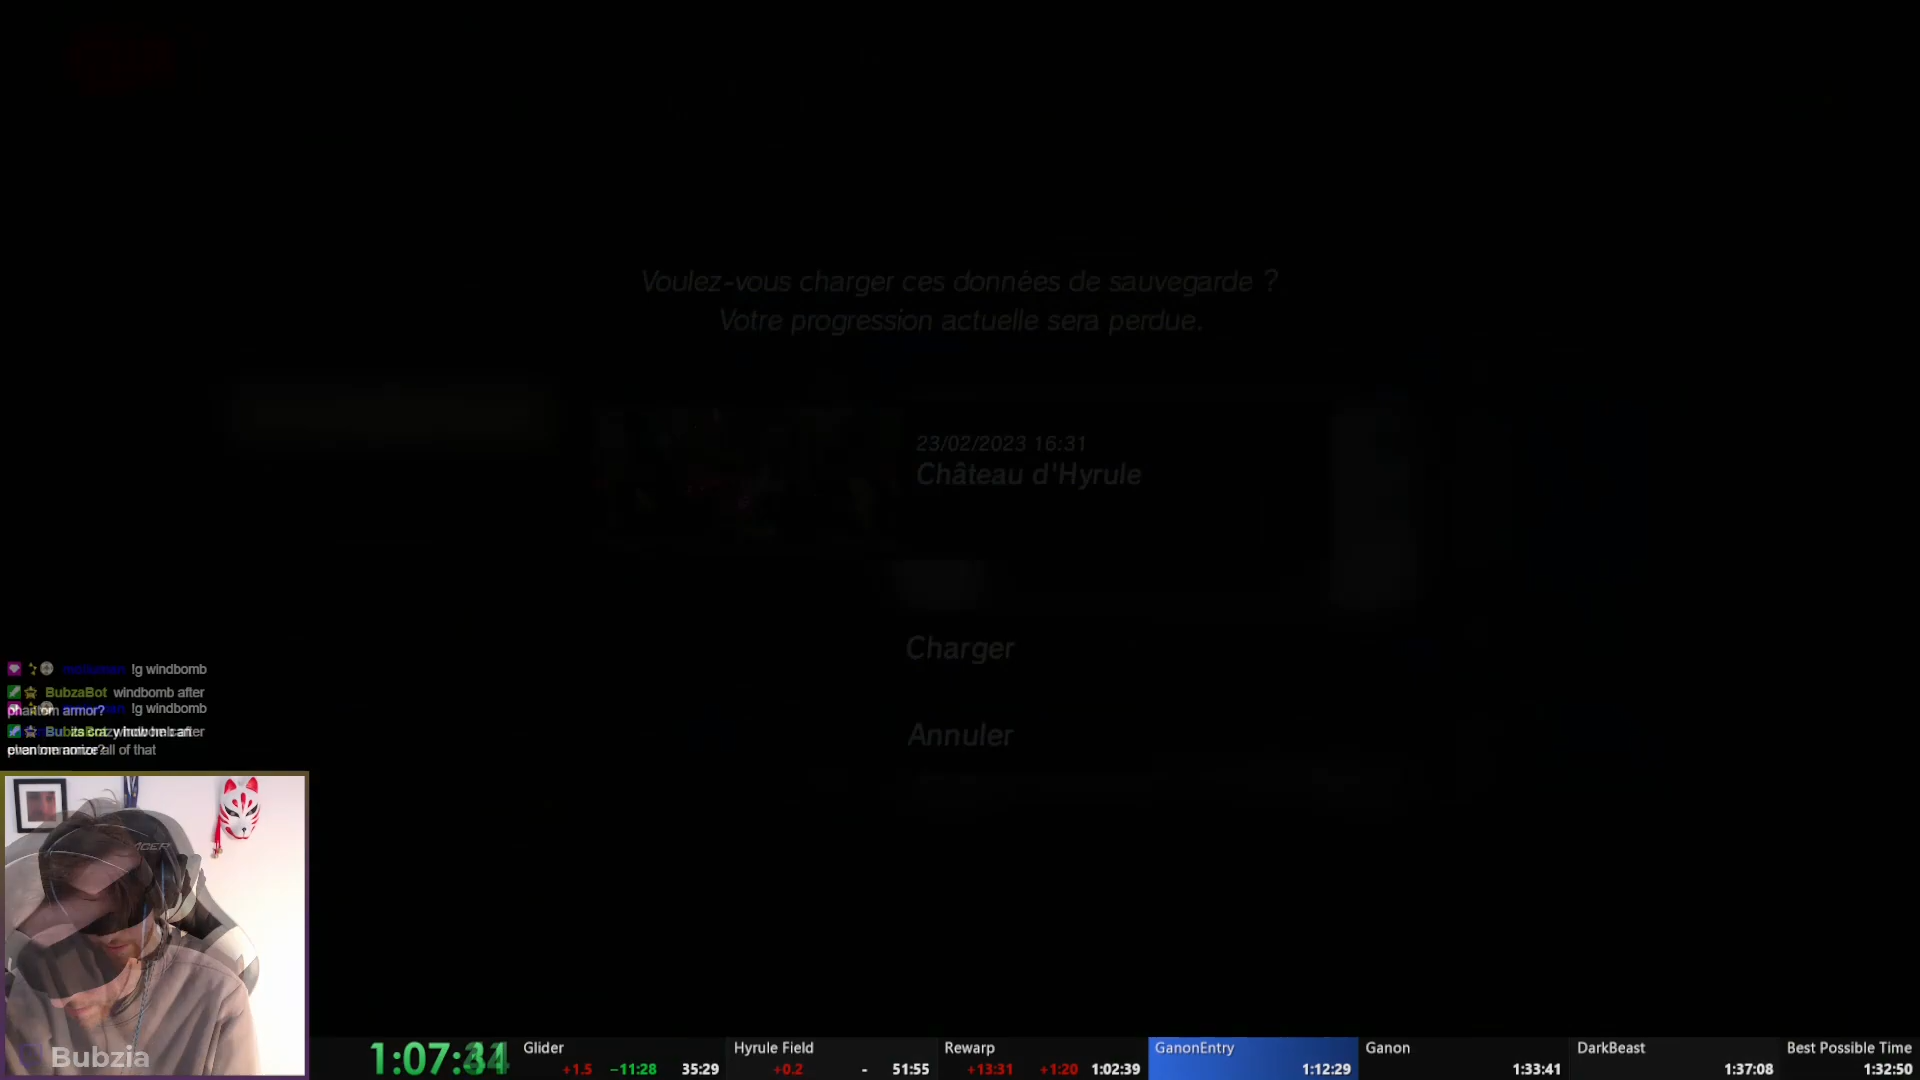 Voulez-vous charger ces données de sauvegarde ?
Votre progression actuelle sera perdue.
23/02/2023 16:31
Château d'Hyrule
Charger
Annuler
!g windbomb
BubzaBot windbomb after
phantom armor?
!g windbomb
all of that
Bubzia
1:07:
Glider
+1.5 −11:28 35:29
Hyrule Field
+0.2 - 51:55
Rewarp
+13:31 +1:20 1:02:39
GanonEntry
1:12:29
Ganon
1:33:41
DarkBeast
1:37:08
Best Possible Time
1:32:50